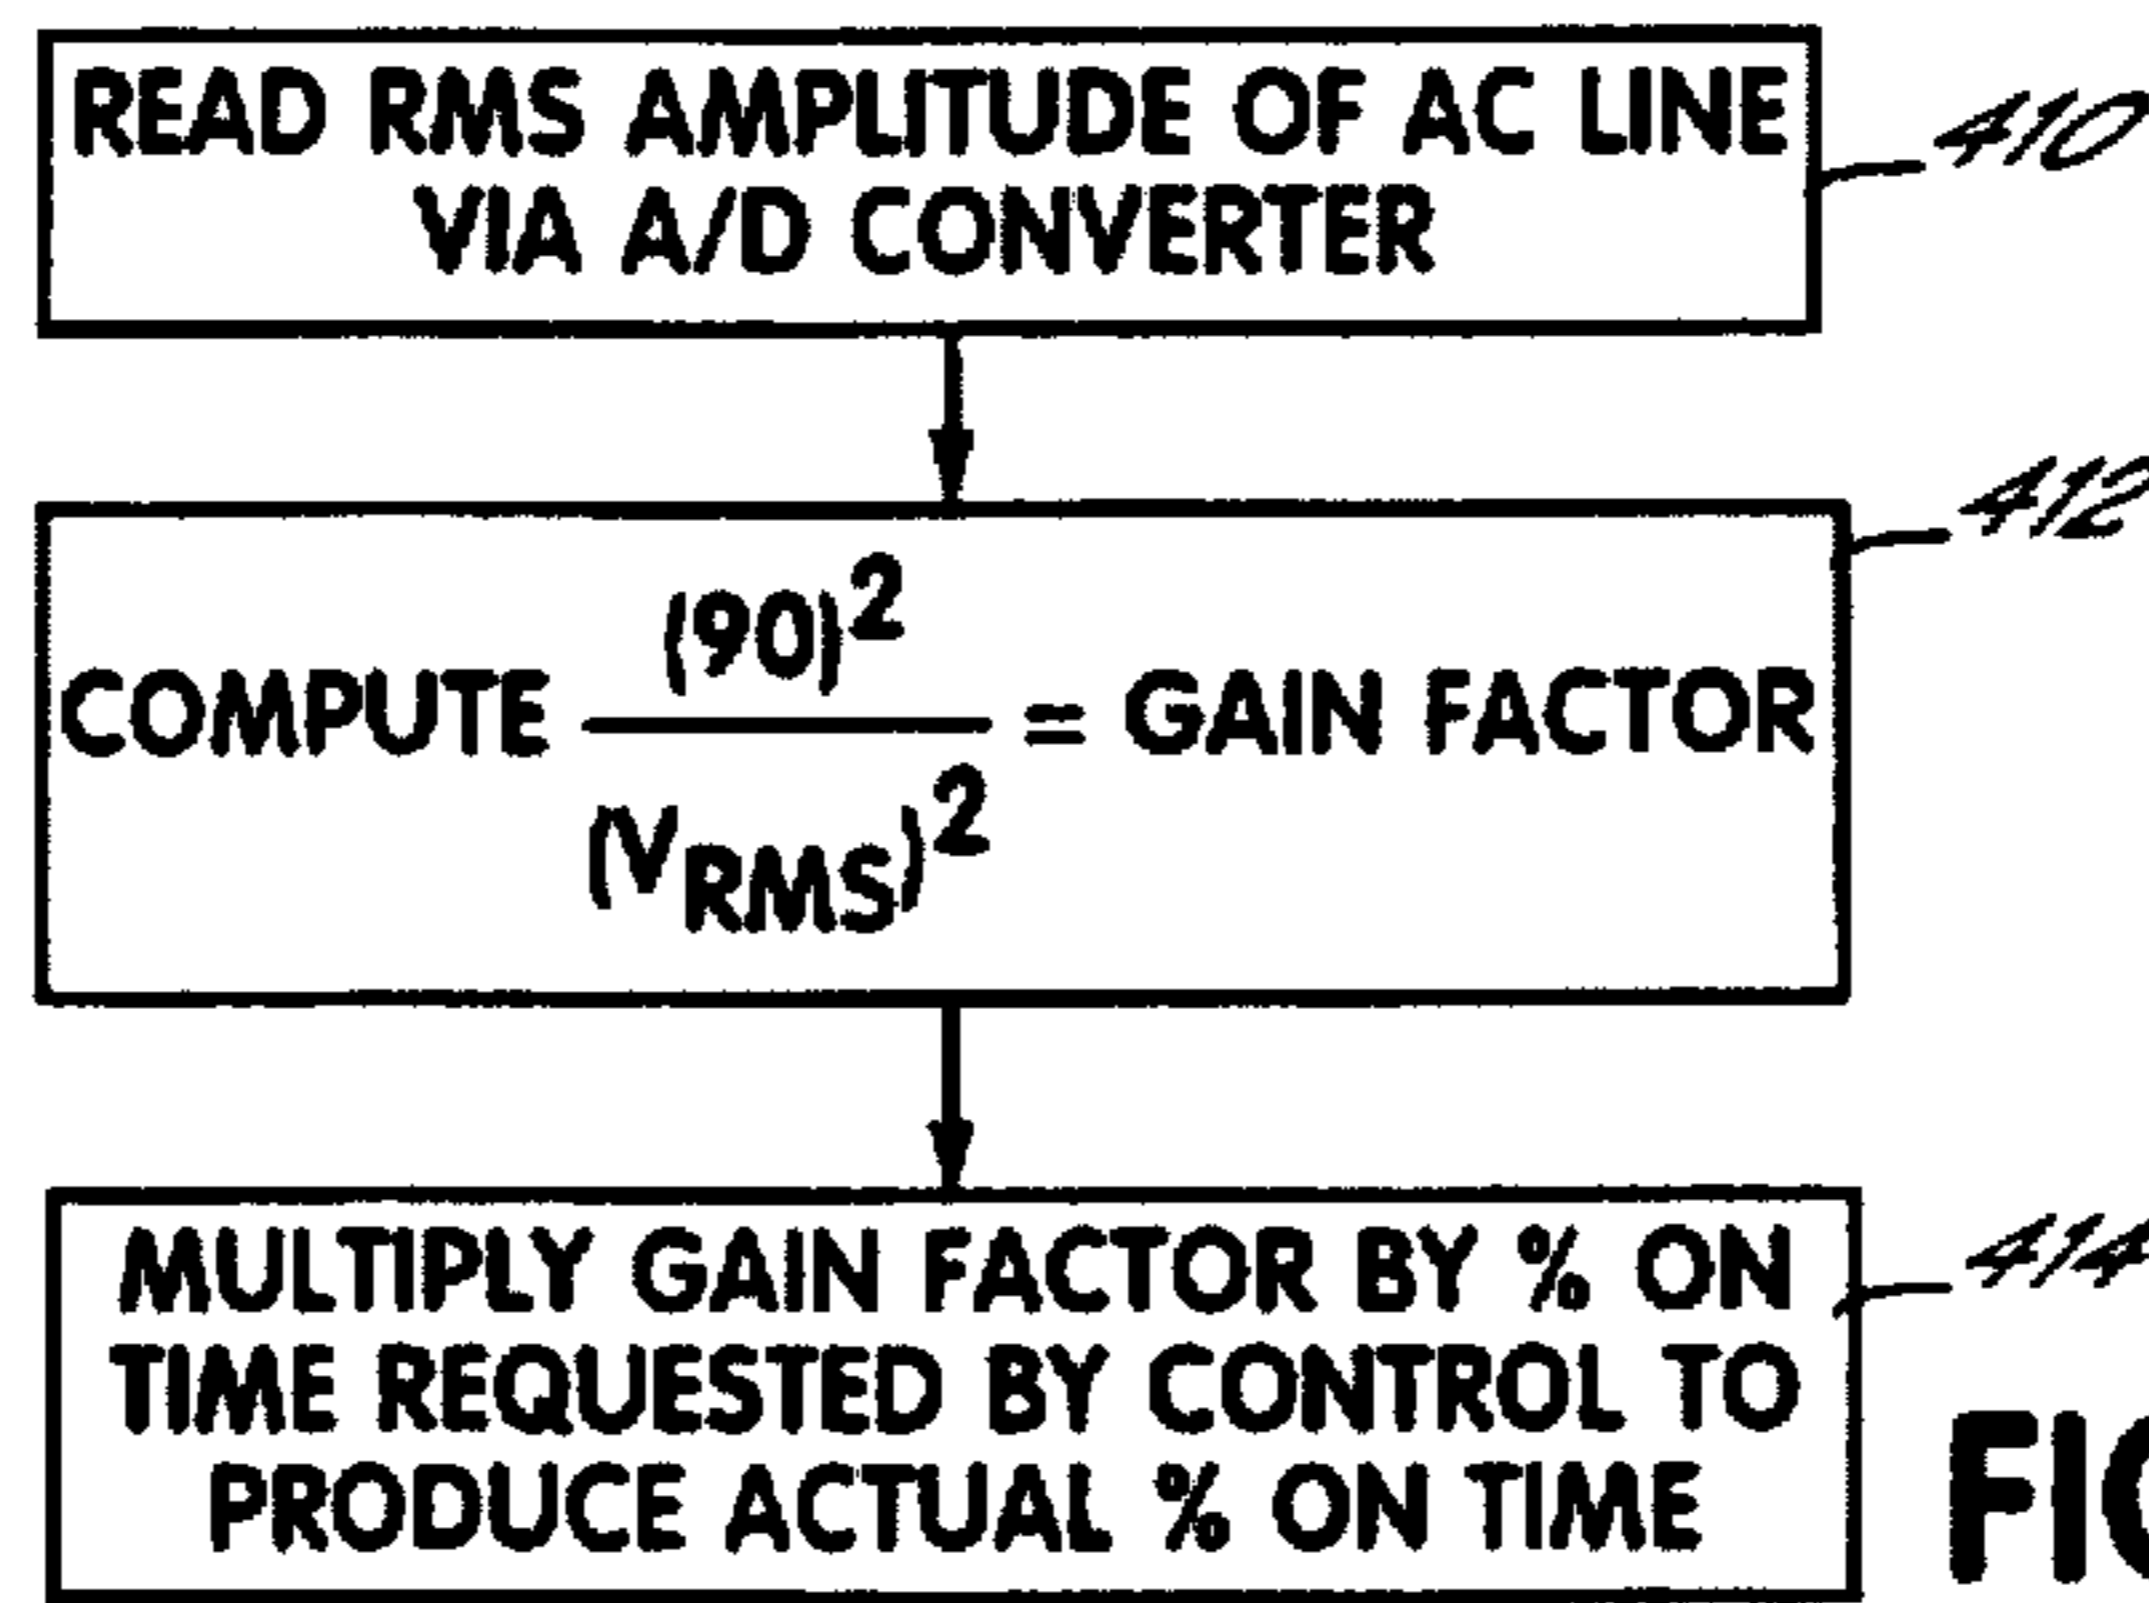 READ RMS AMPLITUDE OF AC LINE
VIA A/D CONVERTER
410
412
COMPUTE (90)² / (V_RMS)² = GAIN FACTOR
MULTIPLY GAIN FACTOR BY % ON
TIME REQUESTED BY CONTROL TO
PRODUCE ACTUAL % ON TIME
414